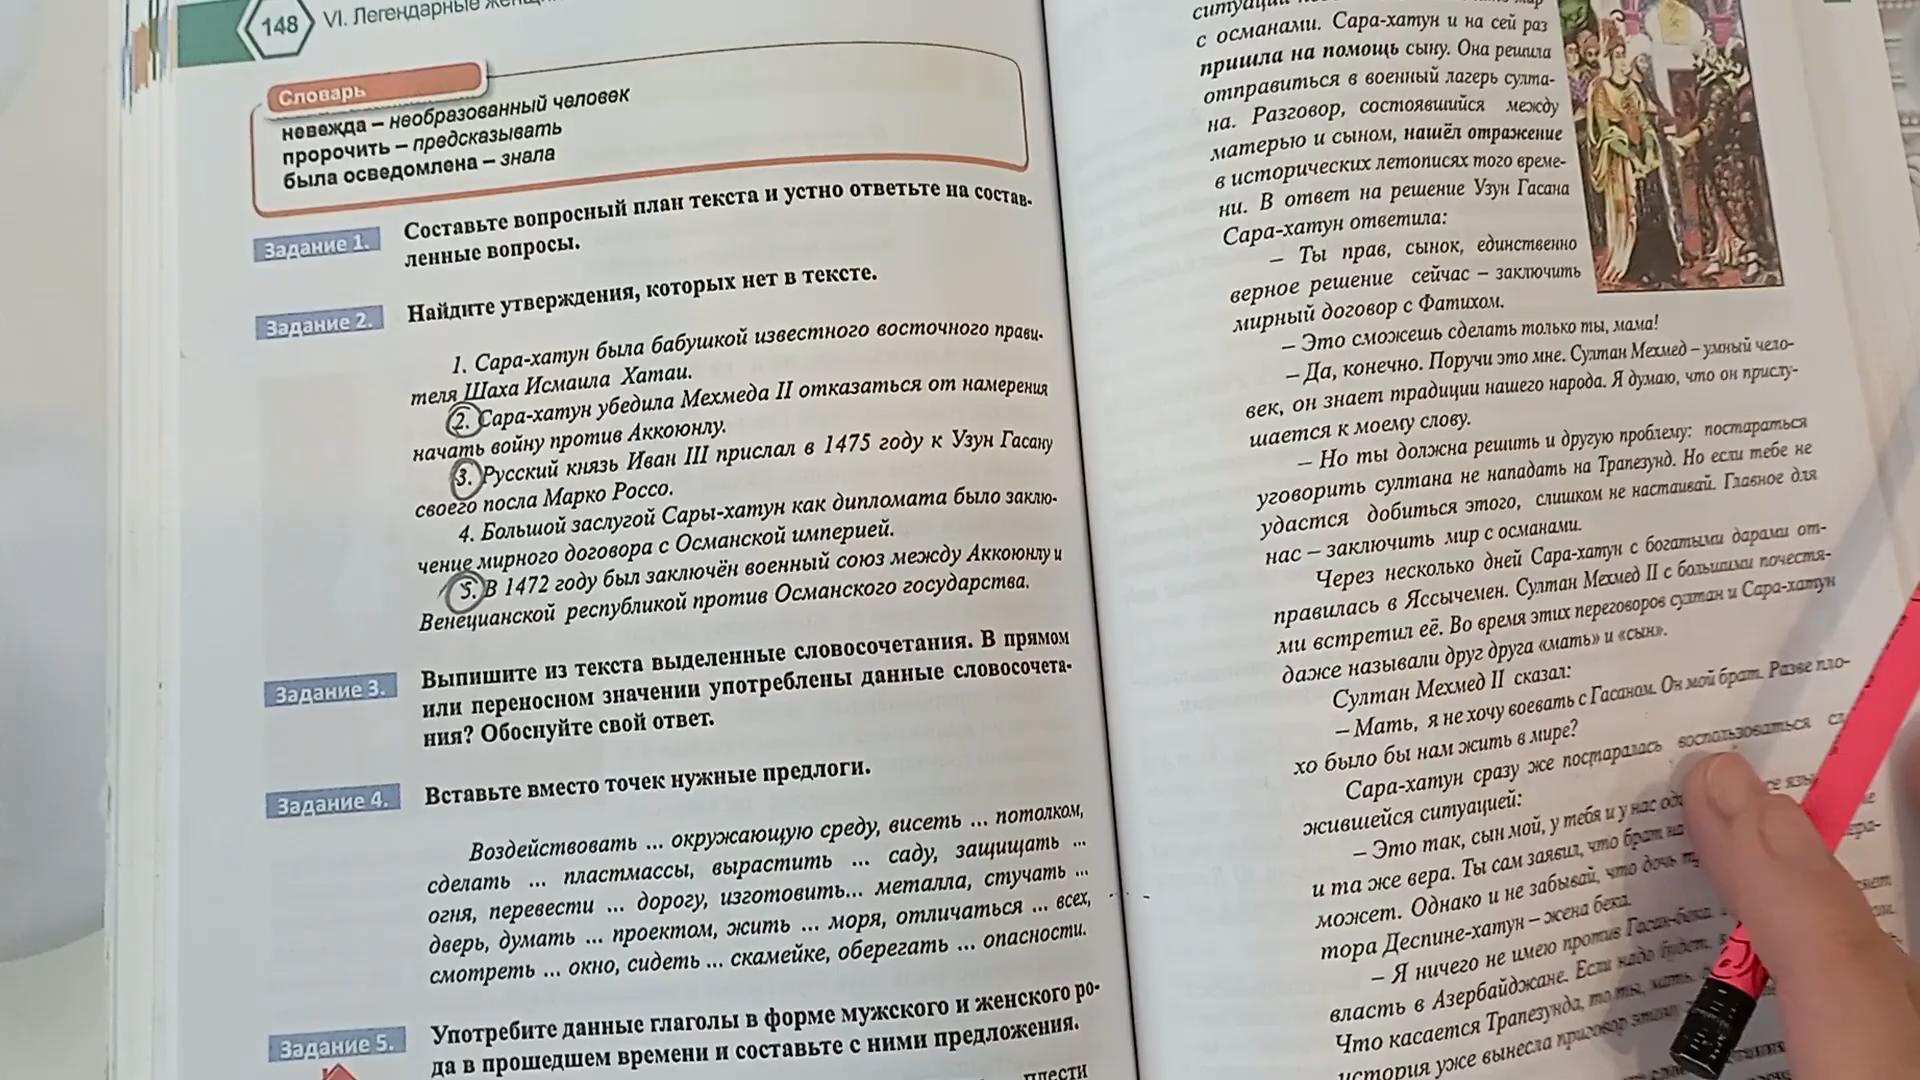 148
VI. Легендарные
Словарь
невежда – необразованный человек
пророчить – предсказывать
была осведомлена – знала
Задание 1.
Составьте вопросный план текста и устно ответьте на состав-
ленные вопросы.
Задание 2.
Найдите утверждения, которых нет в тексте.
1. Сара-хатун была бабушкой известного восточного прави-
теля Шаха Исмаила Хатаи.
2. Сара-хатун убедила Мехмеда II отказаться от намерения
начать войну против Аккоюнлу.
3. Русский князь Иван III прислал в 1475 году к Узун Гасану
своего посла Марко Россо.
4. Большой заслугой Сары-хатун как дипломата было заклю-
чение мирного договора с Османской империей.
5. В 1472 году был заключён военный союз между Аккоюнлу и
Венецианской республикой против Османского государства.
Задание 3.
Выпишите из текста выделенные словосочетания. В прямом
или переносном значении употреблены данные словосочета-
ния? Обоснуйте свой ответ.
Задание 4.
Вставьте вместо точек нужные предлоги.
Воздействовать ... окружающую среду, висеть ... потолком,
сделать ... пластмассы, вырастить ... саду, защищать ...
огня, перевести ... дорогу, изготовить... металла, стучать ...
дверь, думать ... проектом, жить ... моря, отличаться ... всех,
смотреть ... окно, сидеть ... скамейке, оберегать ... опасности.
Задание 5.
Употребите данные глаголы в форме мужского и женского ро-
да в прошедшем времени и составьте с ними предложения.
плести
с османами. Сара-хатун и на сей раз
пришла на помощь сыну. Она решила
отправиться в военный лагерь султа-
на. Разговор, состоявшийся между
матерью и сыном, нашёл отражение
в исторических летописях того време-
ни. В ответ на решение Узун Гасана
Сара-хатун ответила:
– Ты прав, сынок, единственно
верное решение сейчас – заключить
мирный договор с Фатихом.
– Это сможешь сделать только ты, мама!
– Да, конечно. Поручи это мне. Султан Мехмед – умный чело-
век, он знает традиции нашего народа. Я думаю, что он прислу-
шается к моему слову.
– Но ты должна решить и другую проблему: постараться
уговорить султана не нападать на Трапезунд. Но если тебе не
удастся добиться этого, слишком не настаивай. Главное для
нас – заключить мир с османами.
Через несколько дней Сара-хатун с богатыми дарами от-
правилась в Яссычемен. Султан Мехмед II с большими почестя-
ми встретил её. Во время этих переговоров султан и Сара-хатун
даже называли друг друга «мать» и «сын».
Султан Мехмед II сказал:
– Мать, я не хочу воевать с Гасаном. Он мой брат. Разве пло-
хо было бы нам жить в мире?
Сара-хатун сразу же постаралась воспользоваться
жившейся ситуацией:
– Это так, сын мой, у тебя и у нас
и та же вера. Ты сам заявил, что брат на
может. Однако и не забывай, что дочь
тора Деспине-хатун – жена бека.
– Я ничего не имею против Гасан-бека
власть в Азербайджане. Если надо будет,
Что касается Трапезунда, то ты, мать,
история уже вынесла приговор этому